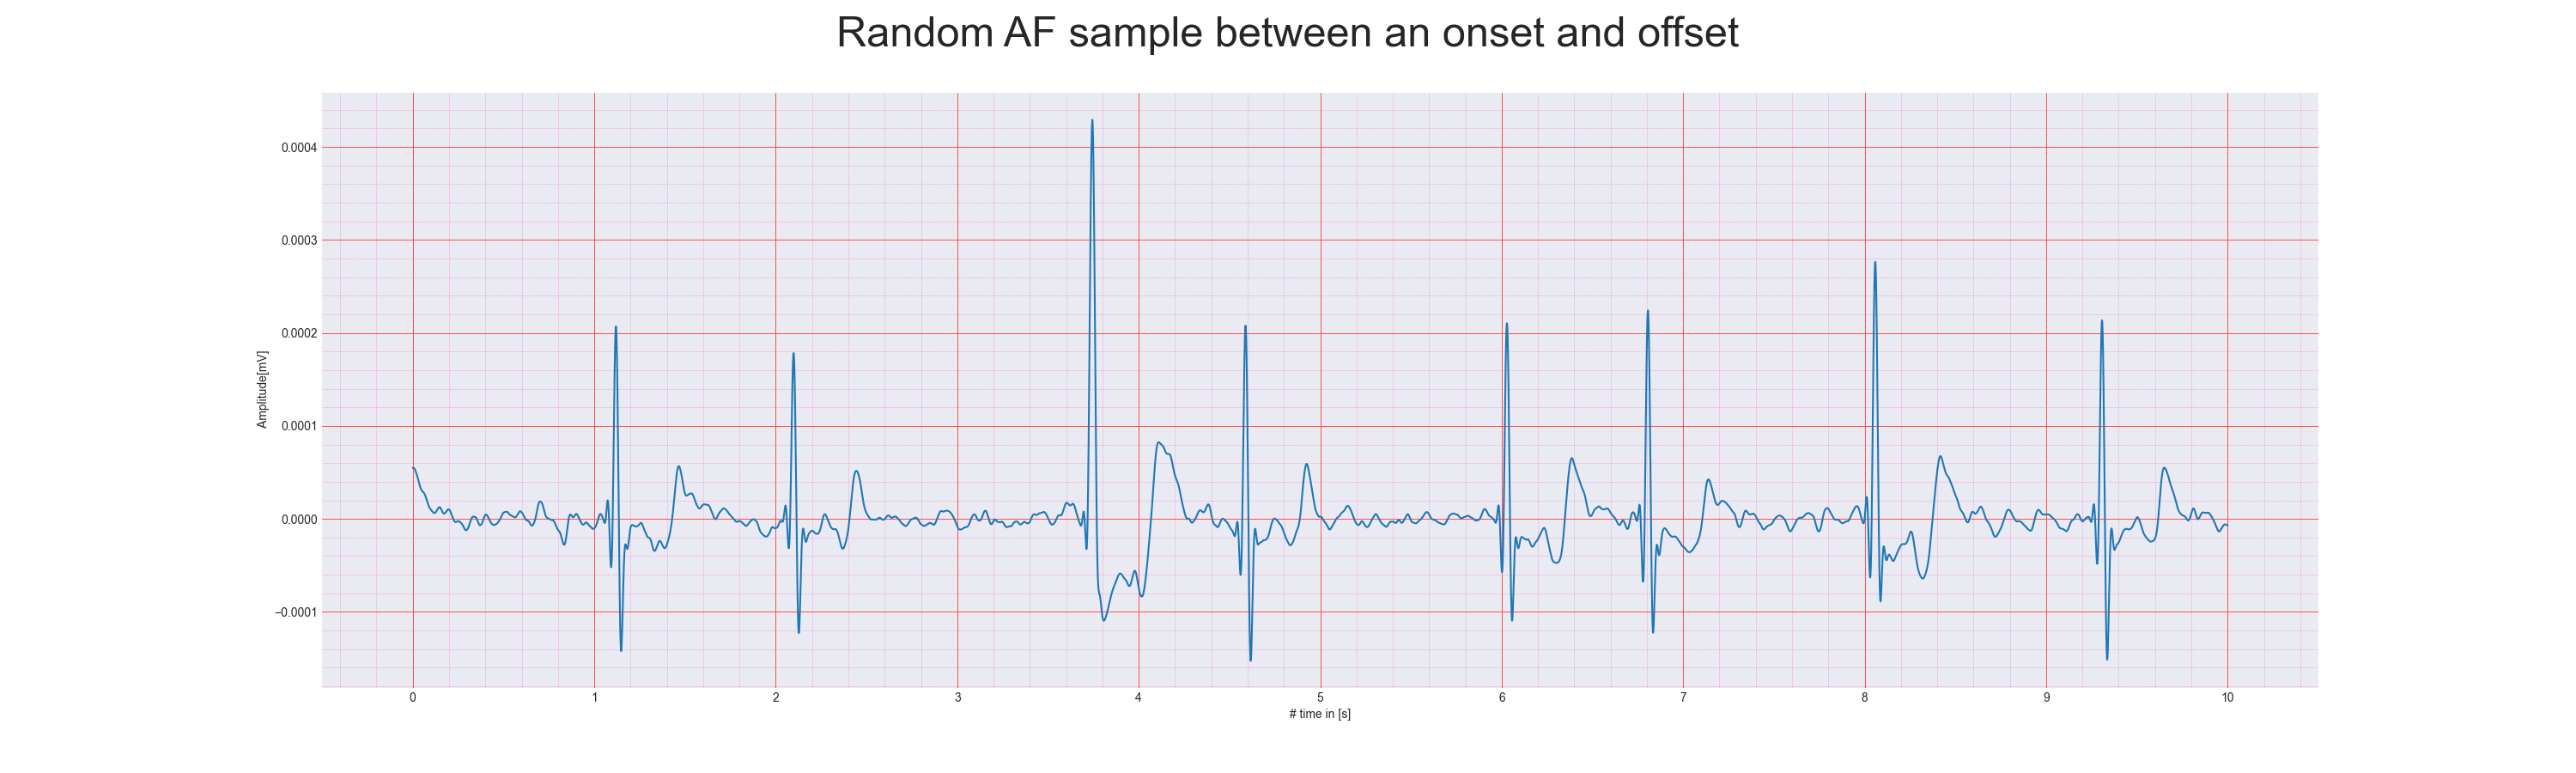 Random AF sample between an onset and offset
0.0004
0.0003
0.0002
0.0001
0.0000
−0.0001
Amplitude[mV]
0 1 2 3 4 5 6 7 8 9 10
# time in [s]